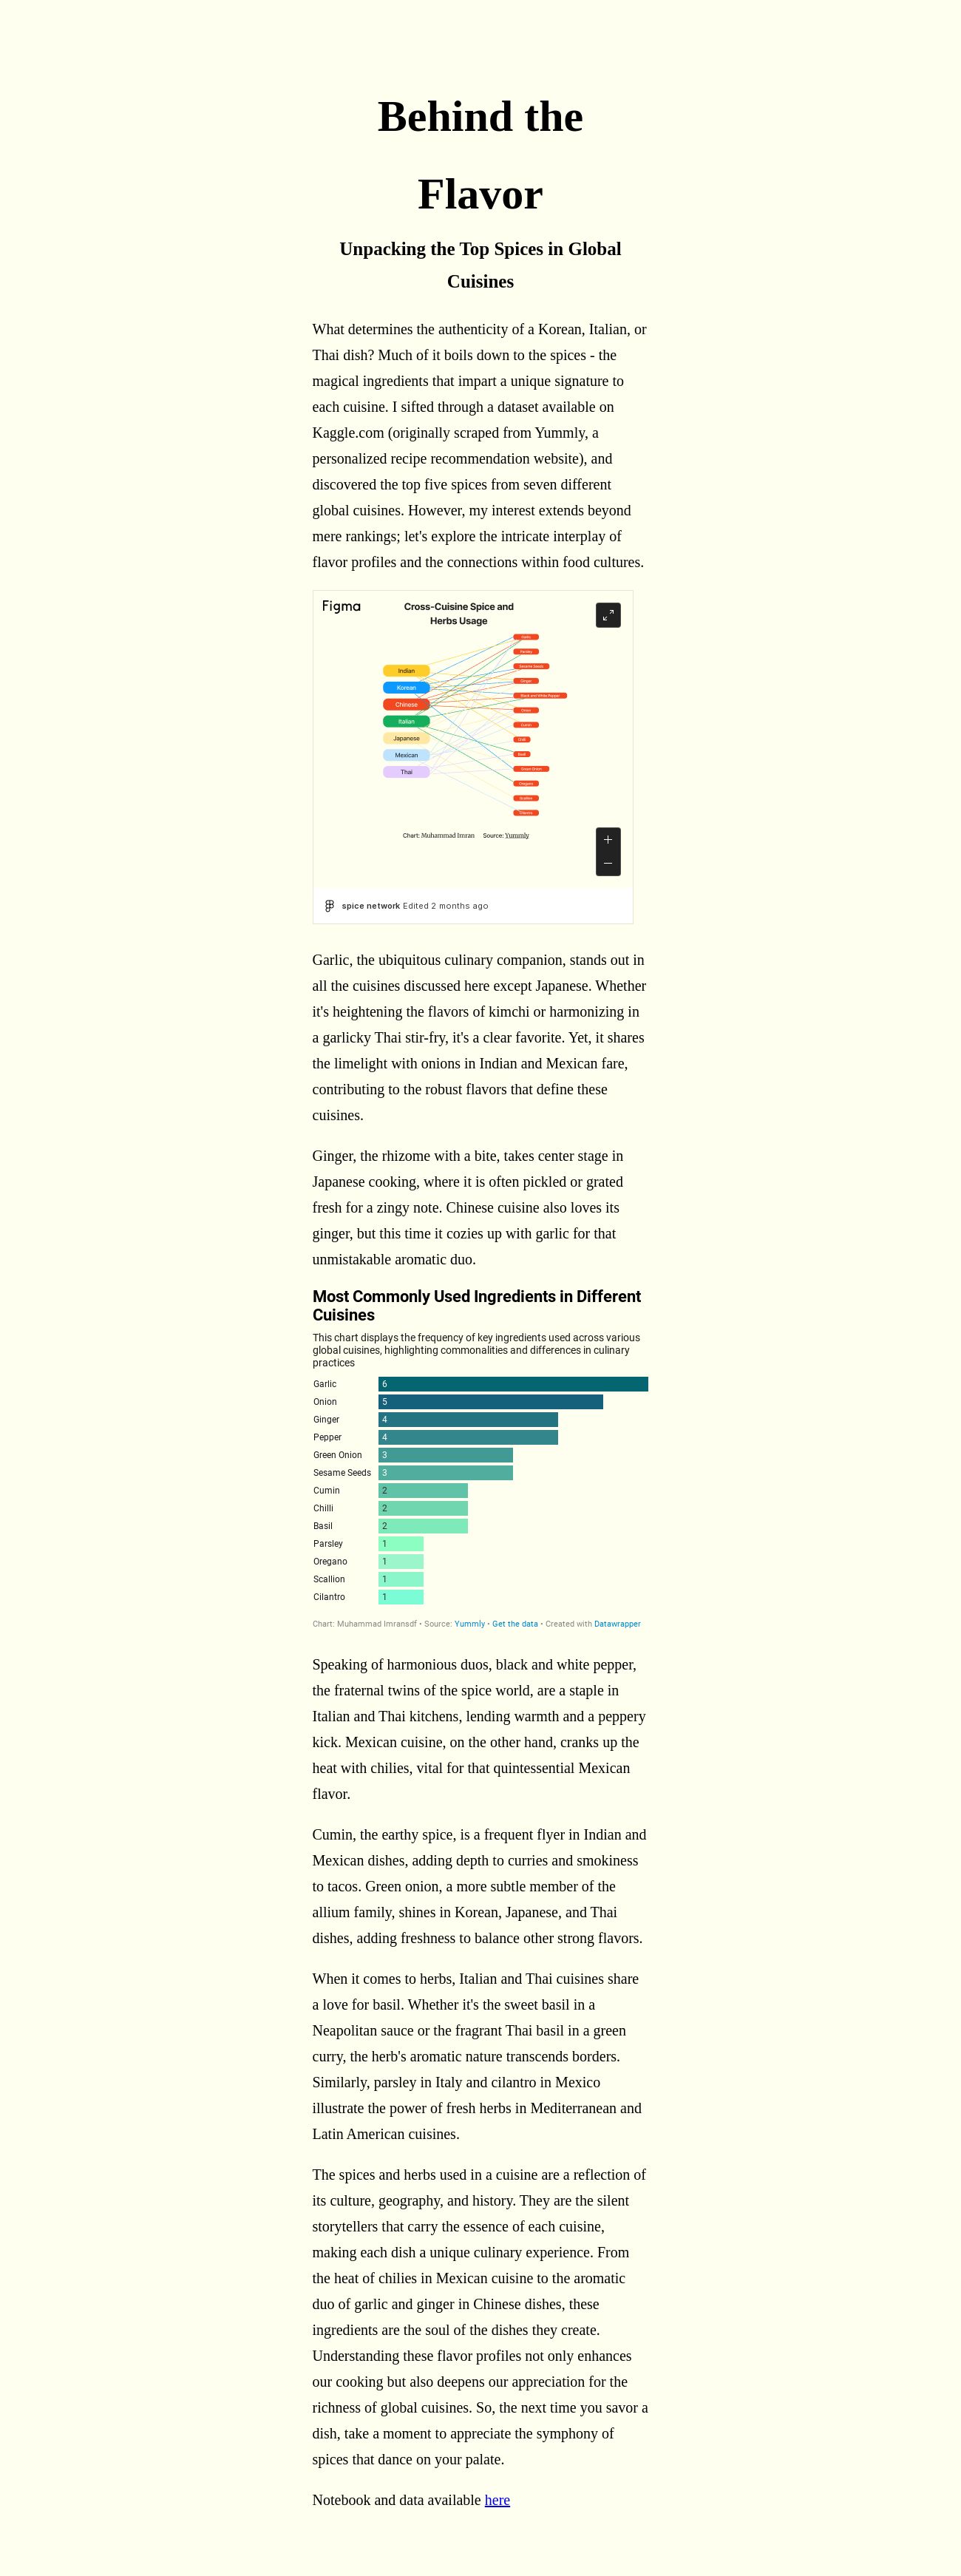 Behind the
Flavor
Unpacking the Top Spices in Global
Cuisines
What determines the authenticity of a Korean, Italian, or
Thai dish? Much of it boils down to the spices - the
magical ingredients that impart a unique signature to
each cuisine. I sifted through a dataset available on
Kaggle.com (originally scraped from Yummly, a
personalized recipe recommendation website), and
discovered the top five spices from seven different
global cuisines. However, my interest extends beyond
mere rankings; let's explore the intricate interplay of
flavor profiles and the connections within food cultures.
Figma
Cross-Cuisine Spice and
Herbs Usage
Indian
Korean
Chinese
Italian
Japanese
Mexican
Thai
Parsley
Sesame Seeds
Ginger
Black and White Pepper
Onion
Cumin
Chilli
Basil
Green Onion
Oregano
Scallion
Cilantro
Chart: Muhammad Imran Source: Yummly
spice network Edited 2 months ago
Garlic, the ubiquitous culinary companion, stands out in
all the cuisines discussed here except Japanese. Whether
it's heightening the flavors of kimchi or harmonizing in
a garlicky Thai stir-fry, it's a clear favorite. Yet, it shares
the limelight with onions in Indian and Mexican fare,
contributing to the robust flavors that define these
cuisines.
Ginger, the rhizome with a bite, takes center stage in
Japanese cooking, where it is often pickled or grated
fresh for a zingy note. Chinese cuisine also loves its
ginger, but this time it cozies up with garlic for that
unmistakable aromatic duo.
Most Commonly Used Ingredients in Different
Cuisines
This chart displays the frequency of key ingredients used across various
global cuisines, highlighting commonalities and differences in culinary
practices
Garlic 6
Onion 5
Ginger 4
Pepper 4
Green Onion 3
Sesame Seeds 3
Cumin 2
Chilli 2
Basil 2
Parsley 1
Oregano 1
Scallion 1
Cilantro 1
Chart: Muhammad Imransdf • Source: Yummly • Get the data • Created with Datawrapper
Speaking of harmonious duos, black and white pepper,
the fraternal twins of the spice world, are a staple in
Italian and Thai kitchens, lending warmth and a peppery
kick. Mexican cuisine, on the other hand, cranks up the
heat with chilies, vital for that quintessential Mexican
flavor.
Cumin, the earthy spice, is a frequent flyer in Indian and
Mexican dishes, adding depth to curries and smokiness
to tacos. Green onion, a more subtle member of the
allium family, shines in Korean, Japanese, and Thai
dishes, adding freshness to balance other strong flavors.
When it comes to herbs, Italian and Thai cuisines share
a love for basil. Whether it's the sweet basil in a
Neapolitan sauce or the fragrant Thai basil in a green
curry, the herb's aromatic nature transcends borders.
Similarly, parsley in Italy and cilantro in Mexico
illustrate the power of fresh herbs in Mediterranean and
Latin American cuisines.
The spices and herbs used in a cuisine are a reflection of
its culture, geography, and history. They are the silent
storytellers that carry the essence of each cuisine,
making each dish a unique culinary experience. From
the heat of chilies in Mexican cuisine to the aromatic
duo of garlic and ginger in Chinese dishes, these
ingredients are the soul of the dishes they create.
Understanding these flavor profiles not only enhances
our cooking but also deepens our appreciation for the
richness of global cuisines. So, the next time you savor a
dish, take a moment to appreciate the symphony of
spices that dance on your palate.
Notebook and data available here